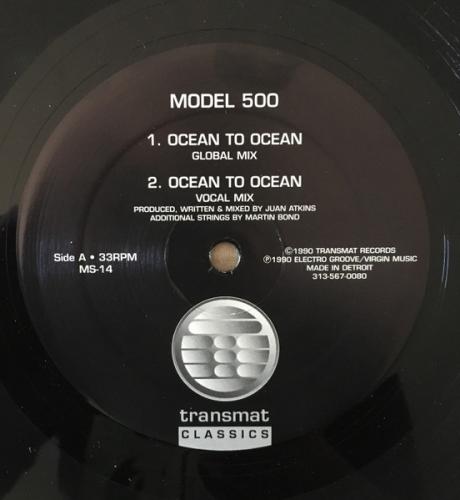 MODEL 500
1. OCEAN TO OCEAN
GLOBAL MIX
2. OCEAN TO OCEAN
VOCAL MIX
PRODUCED, WRITTEN & MIXED BY JUAN ATKINS
ADDITIONAL STRINGS BY MARTIN BOND
Side A • 33RPM
MS-14
©1990 TRANSMAT RECORDS
℗1990 ELECTRO GROOVE/VIRGIN MUSIC
MADE IN DETROIT
313-567-0080
transmat
CLASSICS